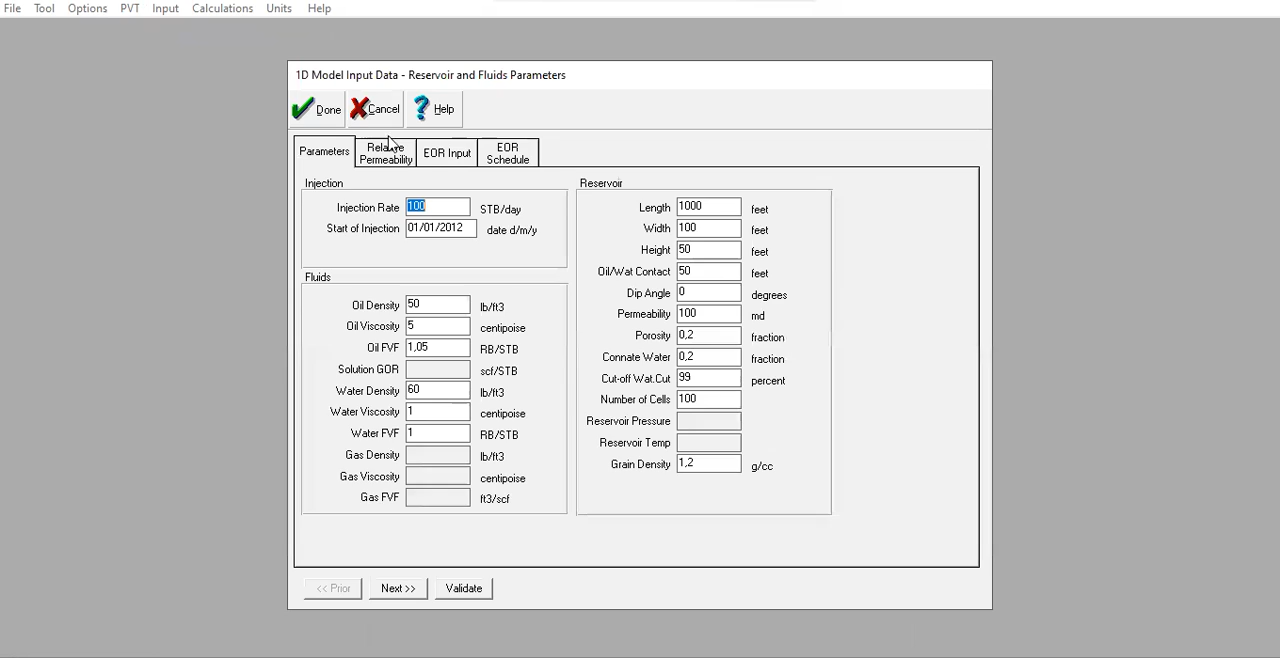 File Tool Options PVT Input Calculations Units Help
1D Model Input Data - Reservoir and Fluids Parameters
Done Cancel Help
Parameters Relative Permeability EOR Input EOR Schedule
Injection
Injection Rate 100 STB/day
Start of Injection 01/01/2012 date d/m/y
Fluids
Oil Density 50 lb/ft3
Oil Viscosity 5 centipoise
Oil FVF 1,05 RB/STB
Solution GOR scf/STB
Water Density 60 lb/ft3
Water Viscosity 1 centipoise
Water FVF 1 RB/STB
Gas Density lb/ft3
Gas Viscosity centipoise
Gas FVF ft3/scf
Reservoir
Length 1000 feet
Width 100 feet
Height 50 feet
Oil/Wat Contact 50 feet
Dip Angle 0 degrees
Permeability 100 md
Porosity 0,2 fraction
Connate Water 0,2 fraction
Cut-off Wat.Cut 99 percent
Number of Cells 100
Reservoir Pressure
Reservoir Temp
Grain Density 1,2 g/cc
<< Prior Next >> Validate